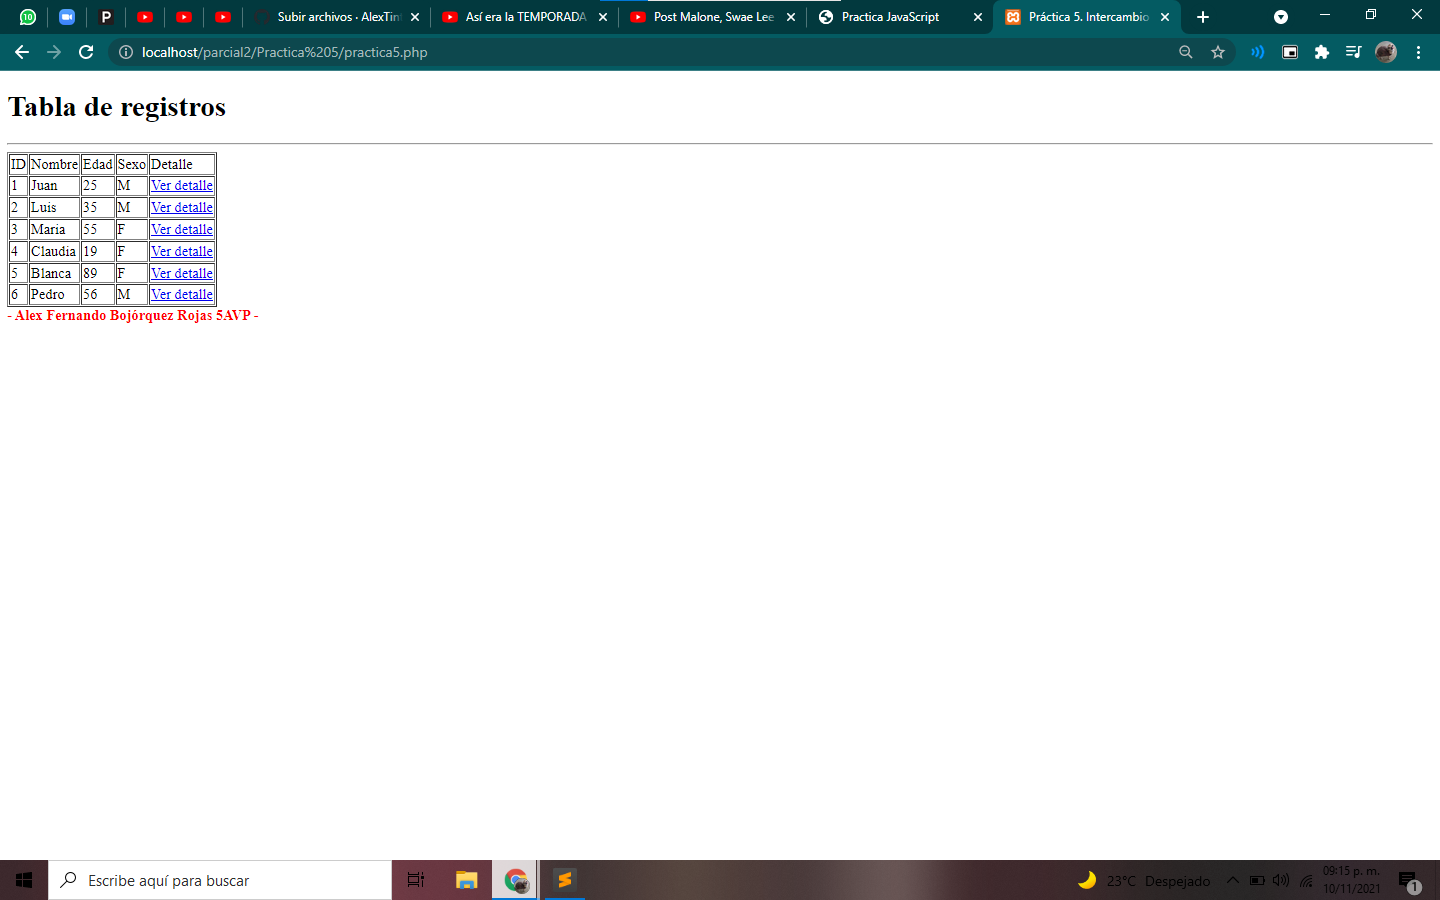 10
Subir archivos · AlexTin
Así era la TEMPORADA
Post Malone, Swae Lee
Practica JavaScript
Práctica 5. Intercambio
localhost/parcial2/Practica%205/practica5.php
Tabla de registros
ID Nombre Edad Sexo Detalle
1 Juan 25 M Ver detalle
2 Luis 35 M Ver detalle
3 Maria 55 F Ver detalle
4 Claudia 19 F Ver detalle
5 Blanca 89 F Ver detalle
6 Pedro 56 M Ver detalle
- Alex Fernando Bojórquez Rojas 5AVP -
Escribe aquí para buscar
23°C Despejado
09:15 p. m.
10/11/2021
1